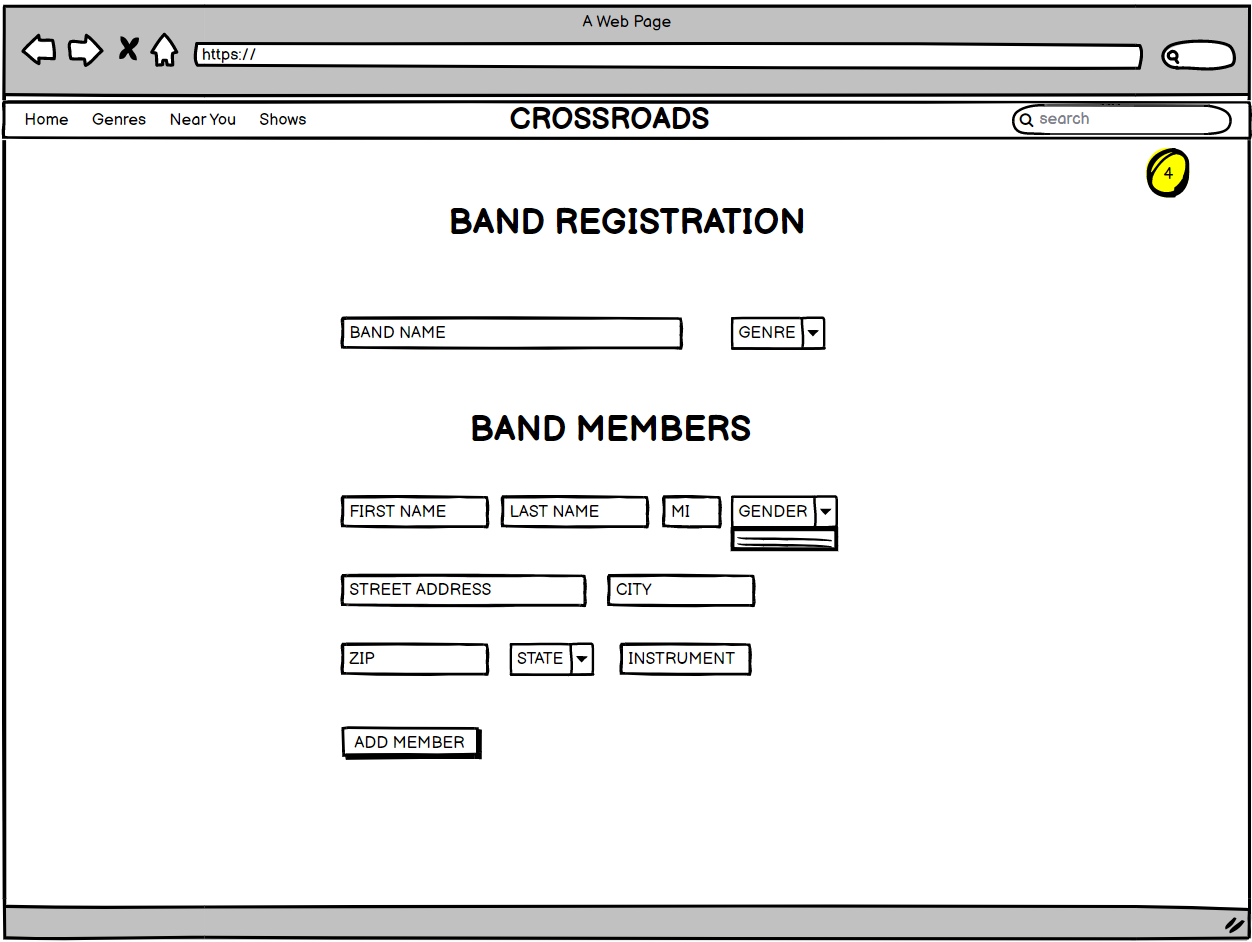 A Web Page
https://
Home Genres Near You Shows CROSSROADS search
4
BAND REGISTRATION
BAND NAME GENRE
BAND MEMBERS
FIRST NAME LAST NAME MI GENDER
STREET ADDRESS CITY
ZIP STATE INSTRUMENT
ADD MEMBER